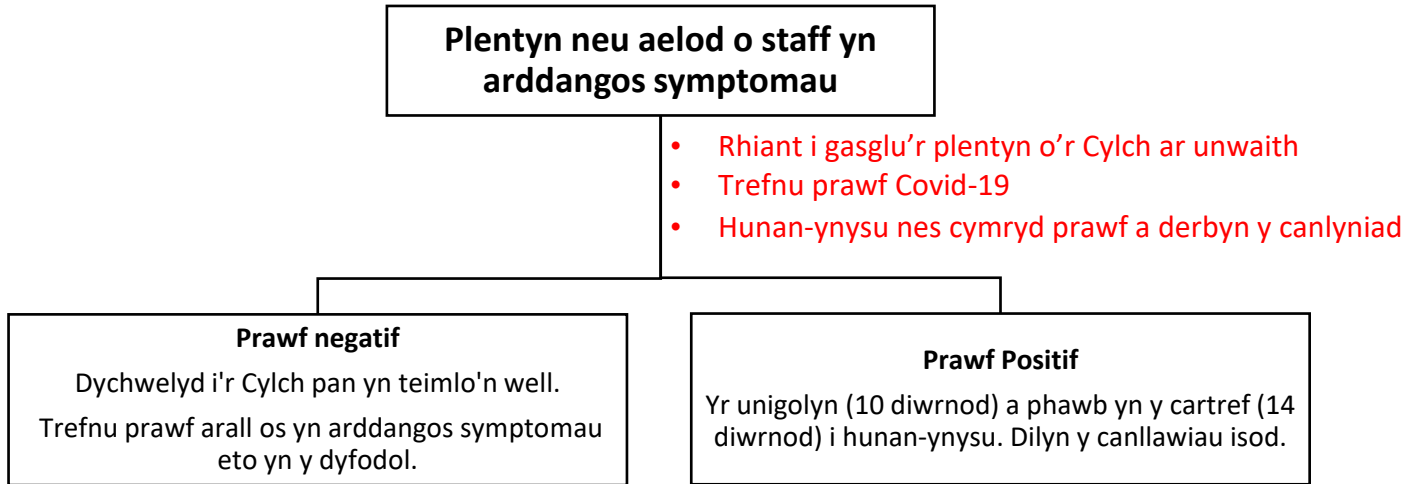 Plentyn neu aelod o staff yn
arddangos symptomau
• Rhiant i gasglu’r plentyn o’r Cylch ar unwaith
• Trefnu prawf Covid-19
• Hunan-ynysu nes cymryd prawf a derbyn y canlyniad
Prawf negatif
Dychwelyd i'r Cylch pan yn teimlo'n well.
Trefnu prawf arall os yn arddangos symptomau
eto yn y dyfodol.
Prawf Positif
Yr unigolyn (10 diwrnod) a phawb yn y cartref (14
diwrnod) i hunan-ynysu. Dilyn y canllawiau isod.